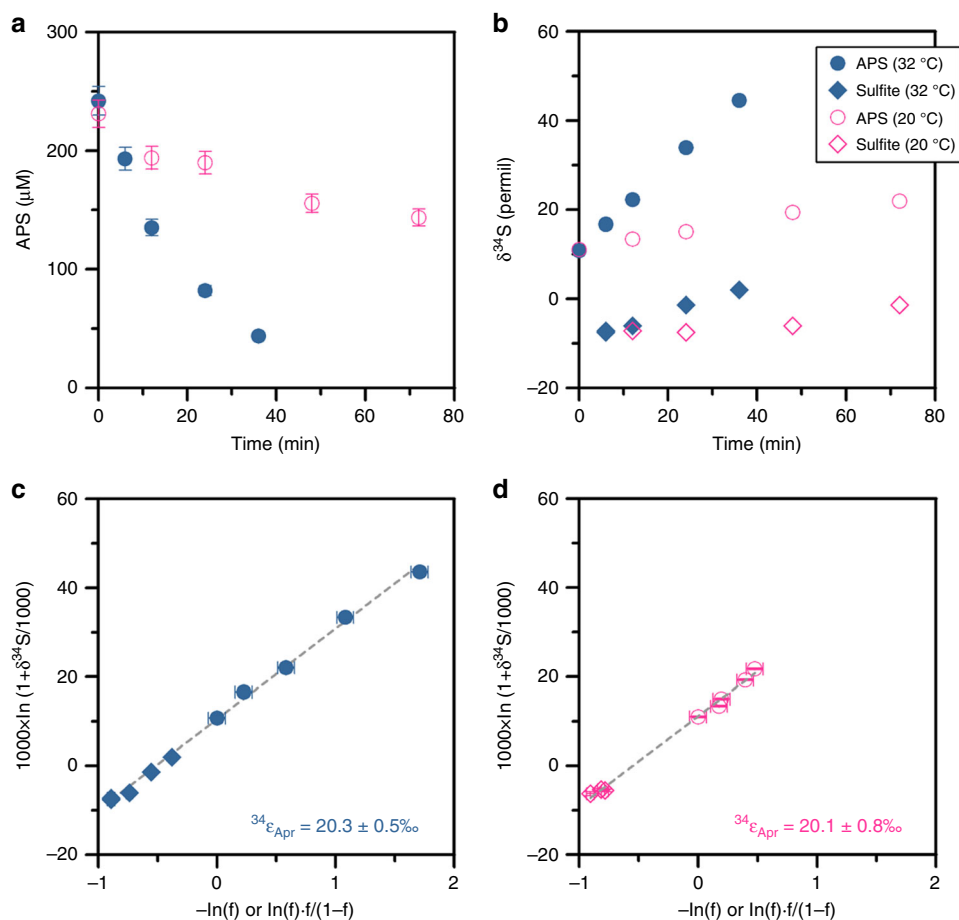 a
300
200
100
0
APS (µM)
0 20 40 60 80
Time (min)
b
60
40
20
0
–20
δ³⁴S (permil)
0 20 40 60 80
Time (min)
APS (32 °C)
Sulfite (32 °C)
APS (20 °C)
Sulfite (20 °C)
c
60
40
20
0
–20
1000×ln (1+δ³⁴S/1000)
³⁴εApr = 20.3 ± 0.5‰
–1 0 1 2
–ln(f) or ln(f)·f/(1–f)
d
60
40
20
0
–20
1000×ln (1+δ³⁴S/1000)
³⁴εApr = 20.1 ± 0.8‰
–1 0 1 2
–ln(f) or ln(f)·f/(1–f)